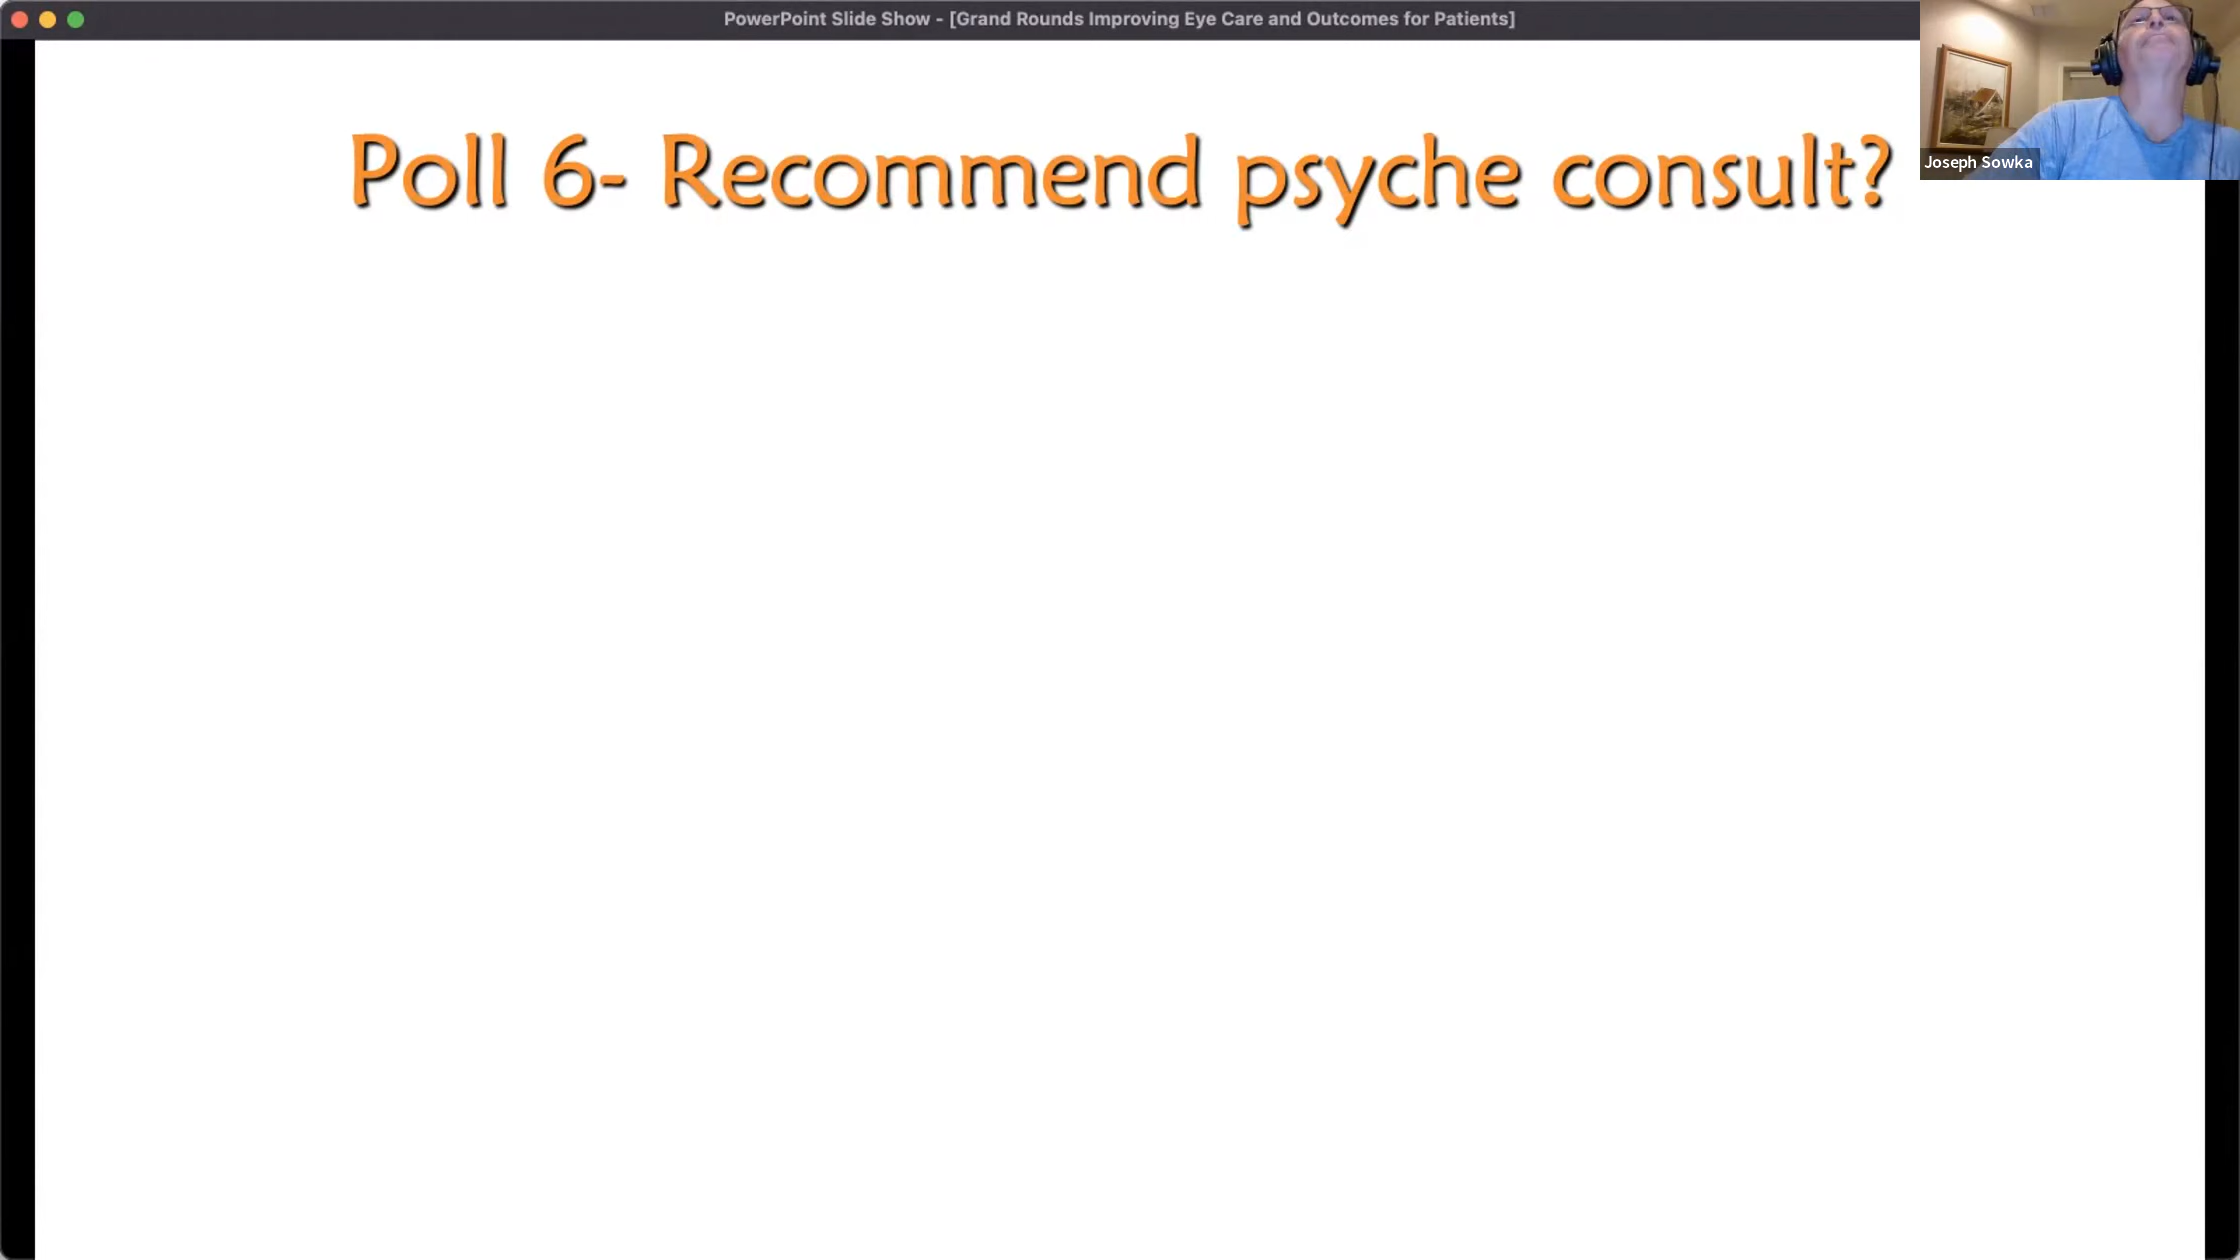 PowerPoint Slide Show - [Grand Rounds Improving Eye Care and Outcomes for Patients]
Poll 6- Recommend psyche consult?
Joseph Sowka